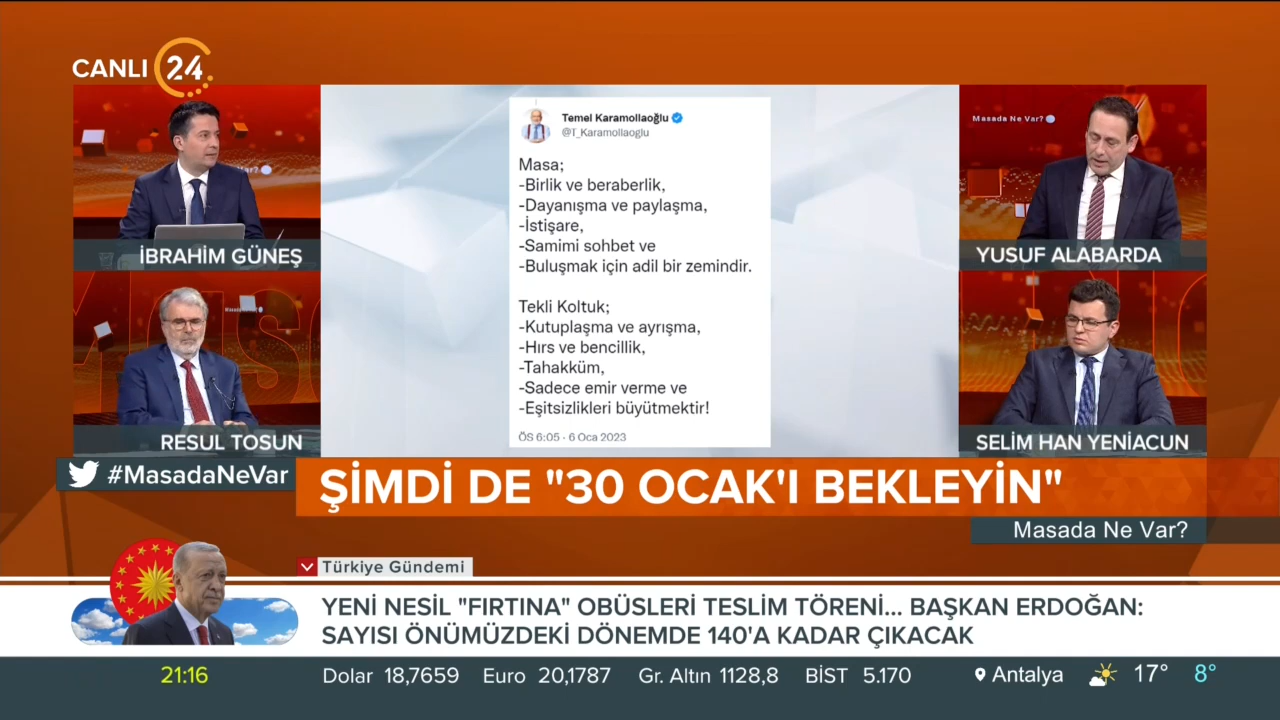 CANLI 24
Temel Karamollaoğlu
@T_Karamollaoğlu
Masa;
-Birlik ve beraberlik,
-Dayanışma ve paylaşma,
-İstişare,
-Samimi sohbet ve
-Buluşmak için adil bir zemindir.
Tekli Koltuk;
-Kutuplaşma ve ayrışma,
-Hırs ve bencillik,
-Tahakküm,
-Sadece emir verme ve
-Eşitsizlikleri büyütmektir!
ÖS 6:05 · 6 Oca 2023
Masada Ne Var?
İBRAHİM GÜNEŞ
YUSUF ALABARDA
RESUL TOSUN
SELİM HAN YENİACUN
#MasadaNeVar
ŞİMDİ DE "30 OCAK'I BEKLEYİN"
Masada Ne Var?
Türkiye Gündemi
YENİ NESİL "FIRTINA" OBÜSLERİ TESLİM TÖRENİ... BAŞKAN ERDOĞAN:
SAYISI ÖNÜMÜZDEKİ DÖNEMDE 140'A KADAR ÇIKACAK
21:16 Dolar 18,7659 Euro 20,1787 Gr. Altın 1128,8 BİST 5.170 Antalya 17° 8°